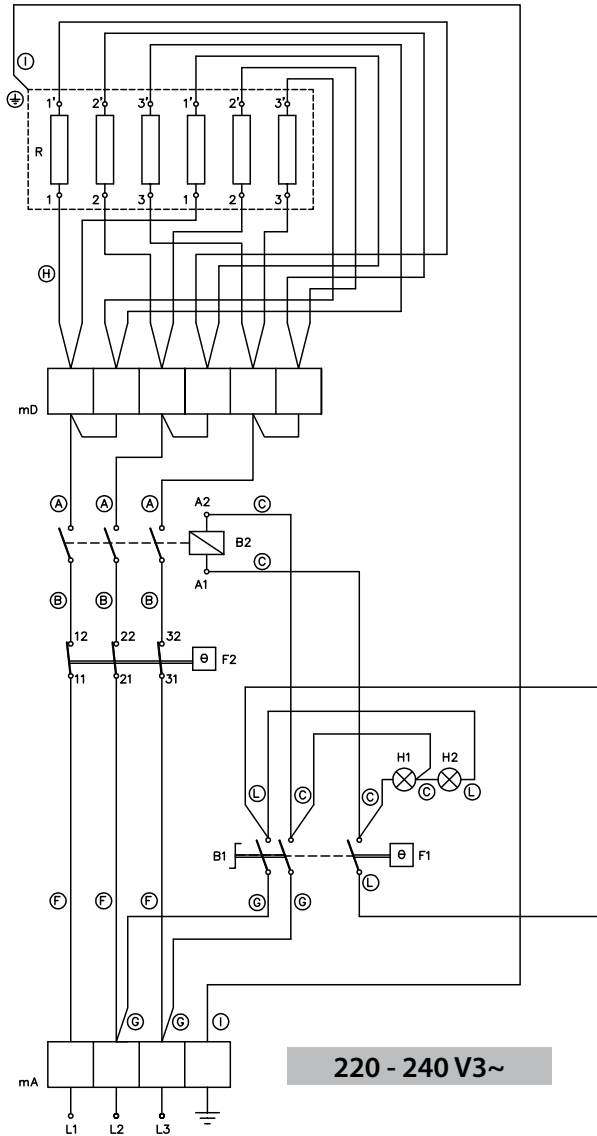 I
1' 2' 3' 1' 2' 3'
R
1 2 3 1 2 3
H
mD
A A A A2 C
B2
C
A1
B B B
12 22 32
θ F2
11 21 31
H1 H2
L C C C L
B1 θ F1
L
F F F G G
G G I
mA
220 - 240 V3~
L1 L2 L3